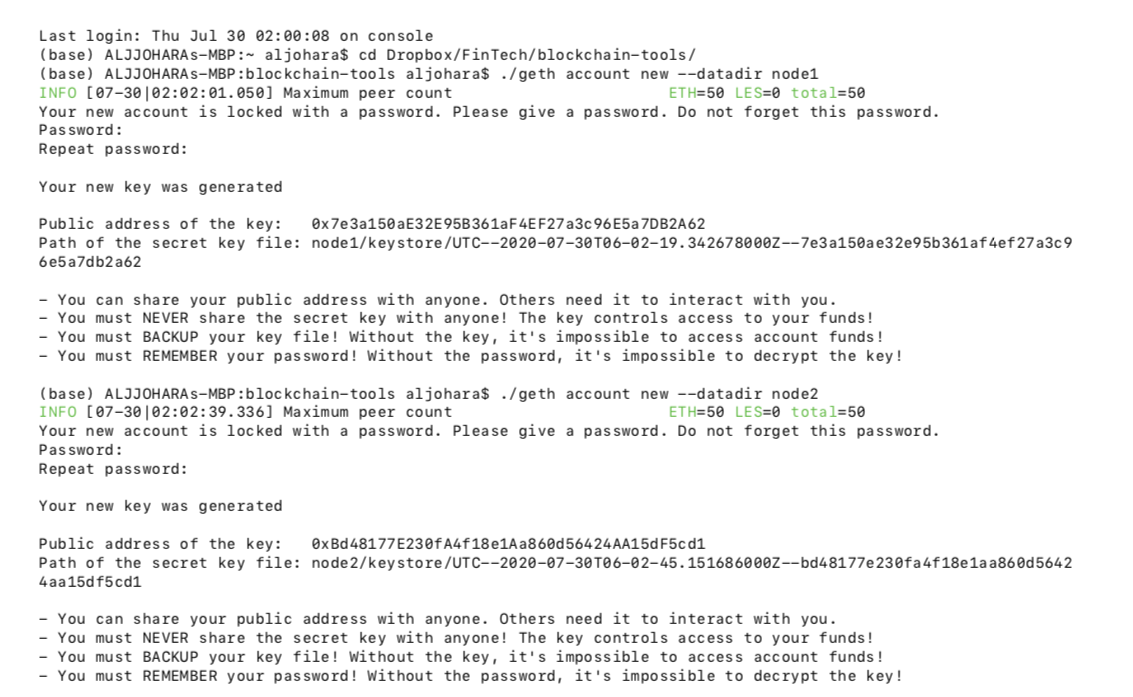 Last login: Thu Jul 30 02:00:08 on console
(base) ALJJOHARAs-MBP:~ aljohara$ cd Dropbox/FinTech/blockchain-tools/
(base) ALJJOHARAs-MBP:blockchain-tools aljohara$ ./geth account new --datadir node1
INFO [07-30|02:02:01.050] Maximum peer count                       ETH=50 LES=0 total=50
Your new account is locked with a password. Please give a password. Do not forget this password.
Password:
Repeat password:
Your new key was generated
Public address of the key:   0x7e3a150aE32E95B361aF4EF27a3c96E5a7DB2A62
Path of the secret key file: node1/keystore/UTC--2020-07-30T06-02-19.342678000Z--7e3a150ae32e95b361af4ef27a3c9
6e5a7db2a62
- You can share your public address with anyone. Others need it to interact with you.
- You must NEVER share the secret key with anyone! The key controls access to your funds!
- You must BACKUP your key file! Without the key, it's impossible to access account funds!
- You must REMEMBER your password! Without the password, it's impossible to decrypt the key!
(base) ALJJOHARAs-MBP:blockchain-tools aljohara$ ./geth account new --datadir node2
INFO [07-30|02:02:39.336] Maximum peer count                       ETH=50 LES=0 total=50
Your new account is locked with a password. Please give a password. Do not forget this password.
Password:
Repeat password:
Your new key was generated
Public address of the key:   0xBd48177E230fA4f18e1Aa860d56424AA15dF5cd1
Path of the secret key file: node2/keystore/UTC--2020-07-30T06-02-45.151686000Z--bd48177e230fa4f18e1aa860d5642
4aa15df5cd1
- You can share your public address with anyone. Others need it to interact with you.
- You must NEVER share the secret key with anyone! The key controls access to your funds!
- You must BACKUP your key file! Without the key, it's impossible to access account funds!
- You must REMEMBER your password! Without the password, it's impossible to decrypt the key!